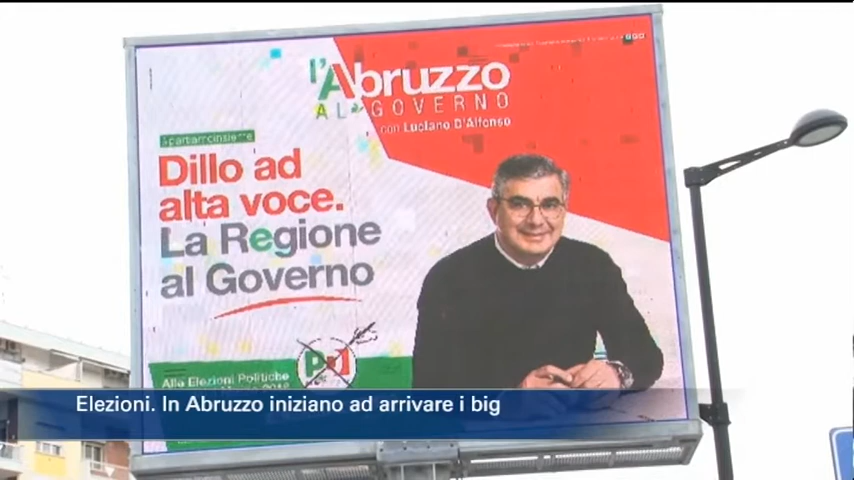 l'Abruzzo
AL GOVERNO
con Luciano D'Alfonso
Dillo ad
alta voce.
La Regione
al Governo
PD
Alle Elezioni Politiche
Elezioni. In Abruzzo iniziano ad arrivare i big